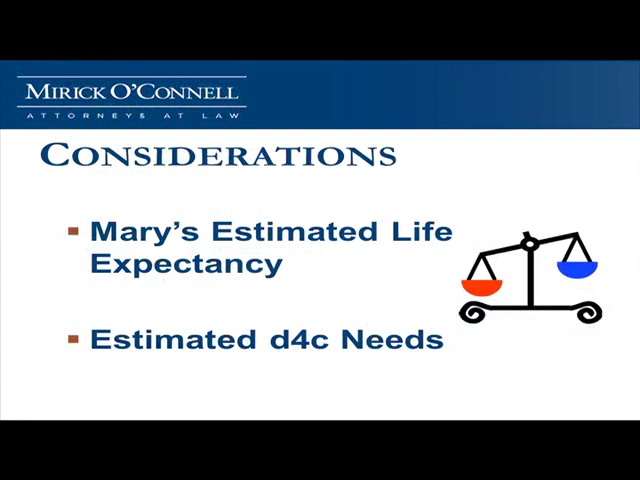 MIRICK O'CONNELL
ATTORNEYS AT LAW
CONSIDERATIONS
Mary's Estimated Life
Expectancy
Estimated d4c Needs